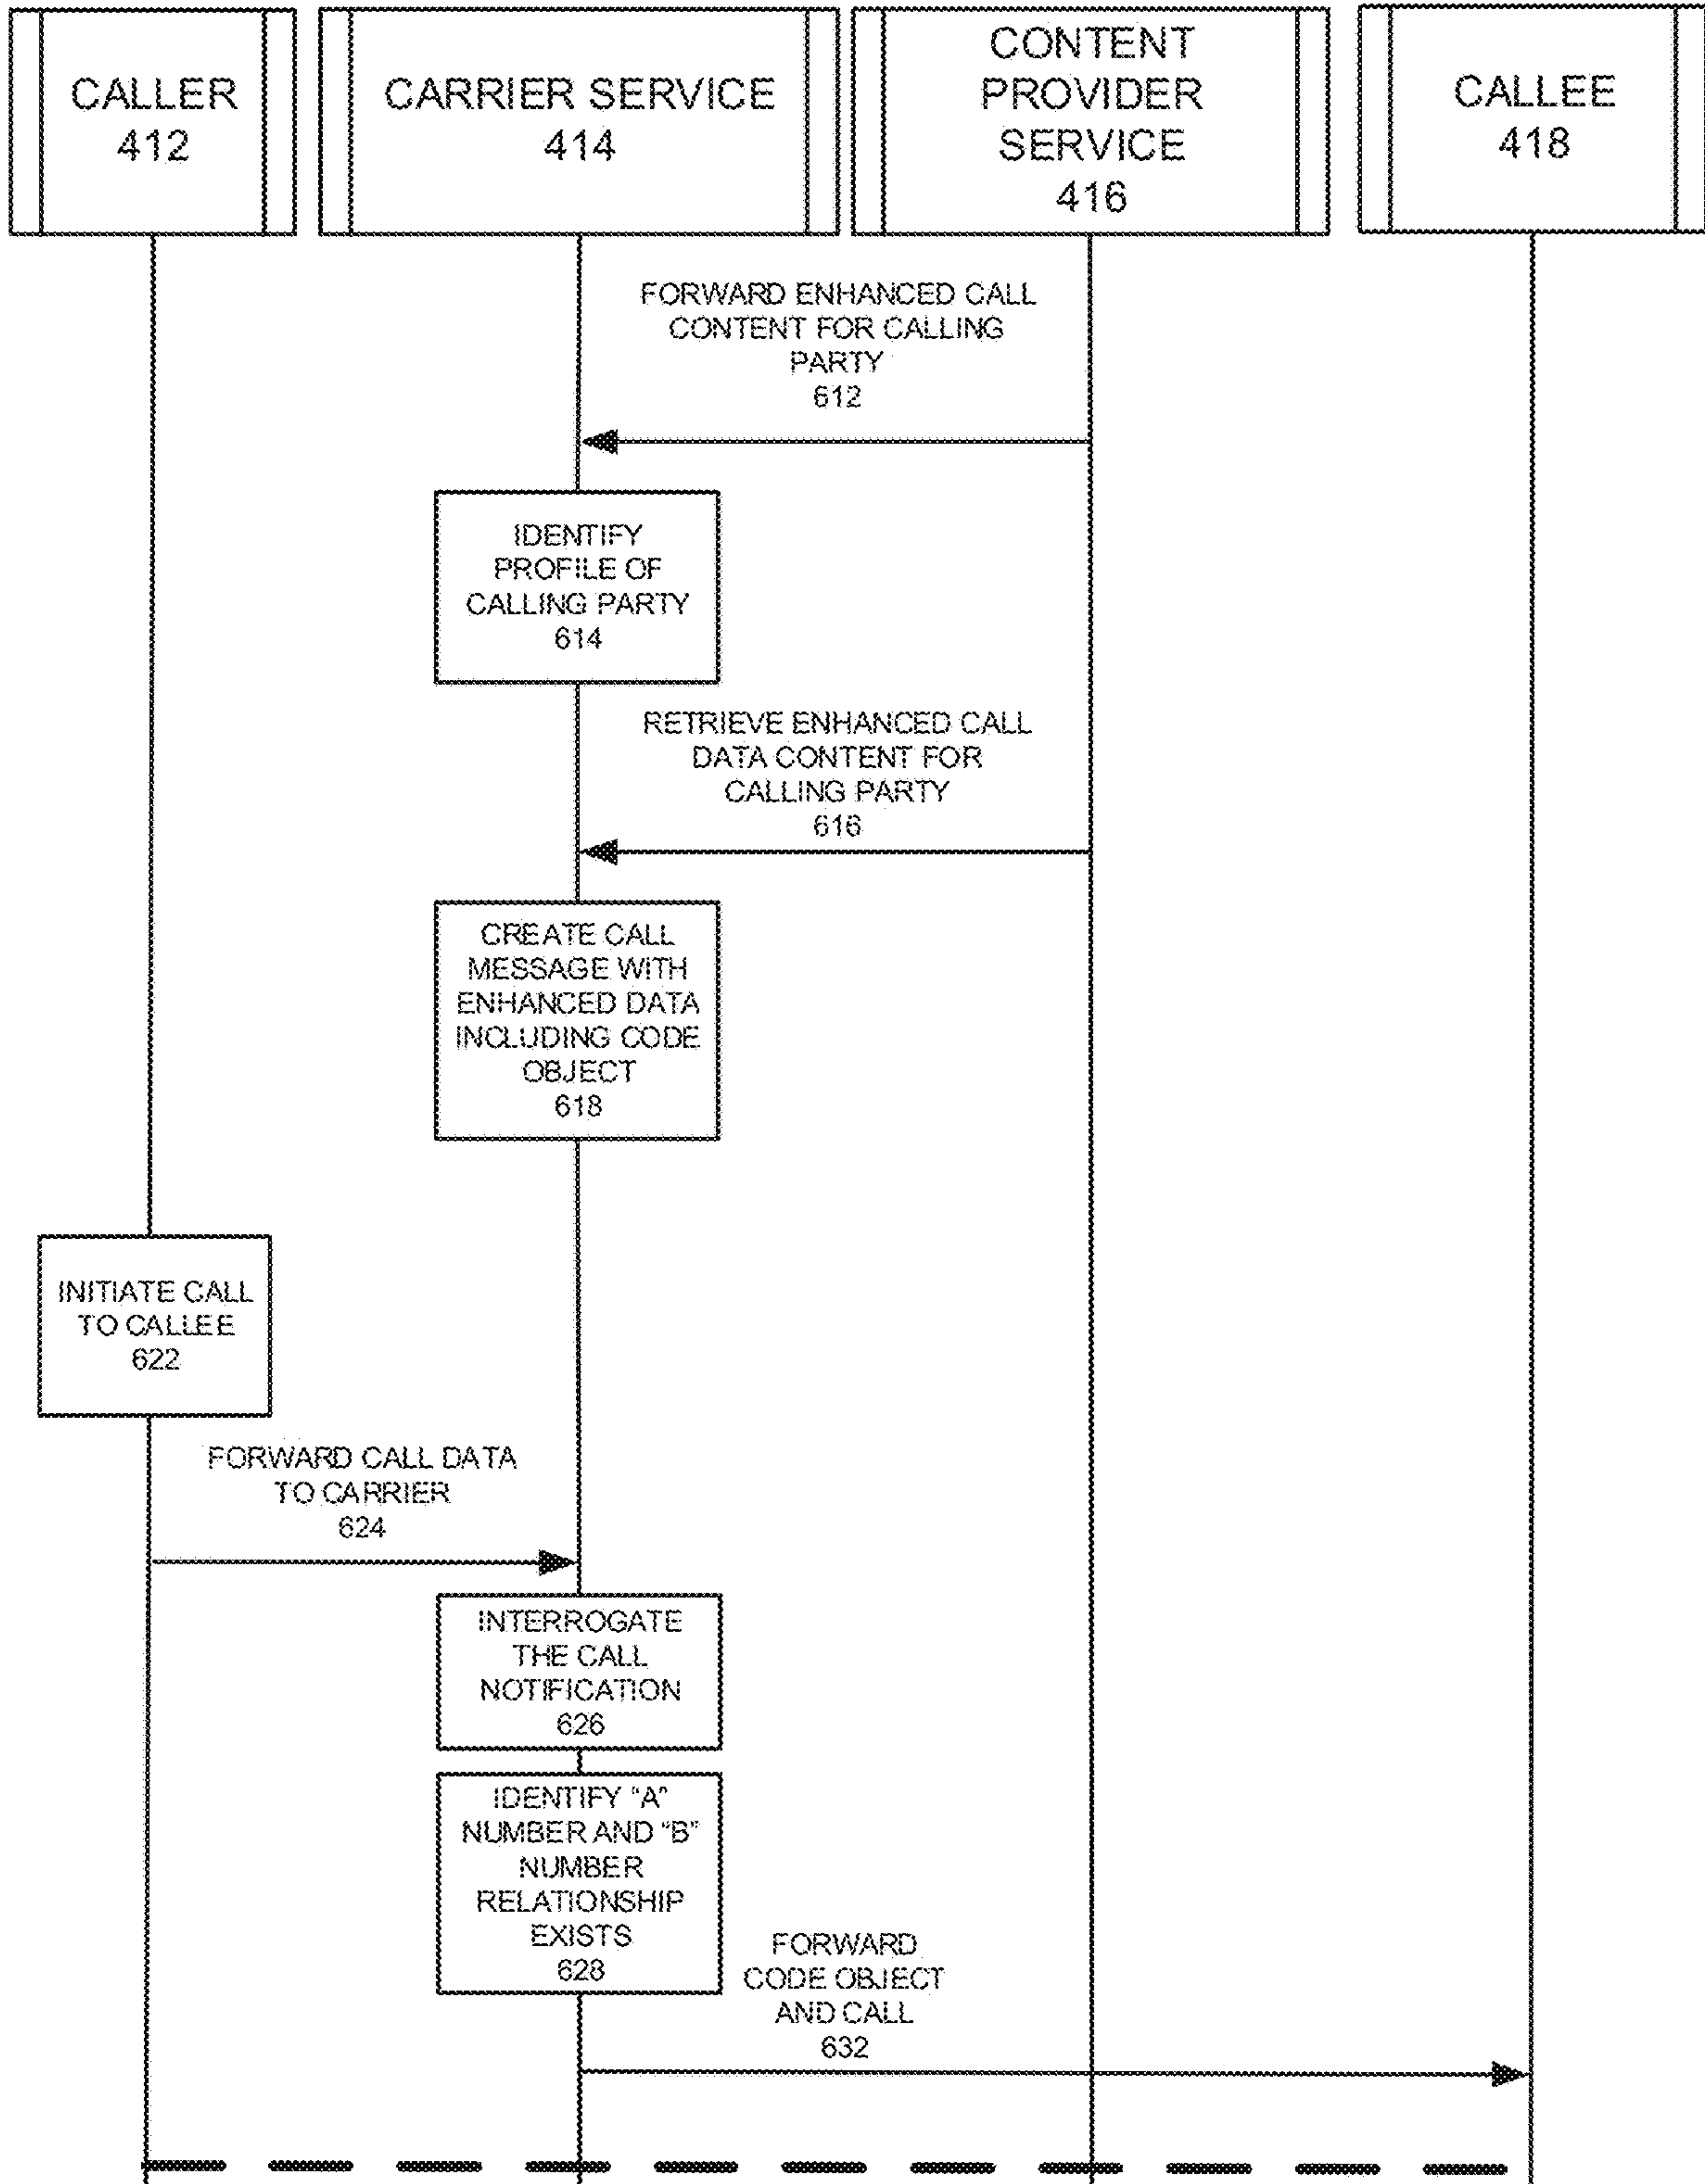 CALLER
412
CARRIER SERVICE
414
CONTENT
PROVIDER
SERVICE
416
CALLEE
418
FORWARD ENHANCED CALL
CONTENT FOR CALLING
PARTY
612
IDENTIFY
PROFILE OF
CALLING PARTY
614
RETRIEVE ENHANCED CALL
DATA CONTENT FOR
CALLING PARTY
616
CREATE CALL
MESSAGE WITH
ENHANCED DATA
INCLUDING CODE
OBJECT
618
INITIATE CALL
TO CALLEE
622
FORWARD CALL DATA
TO CARRIER
624
INTERROGATE
THE CALL
NOTIFICATION
626
IDENTIFY "A"
NUMBER AND "B"
NUMBER
RELATIONSHIP
EXISTS
628
FORWARD
CODE OBJECT
AND CALL
632